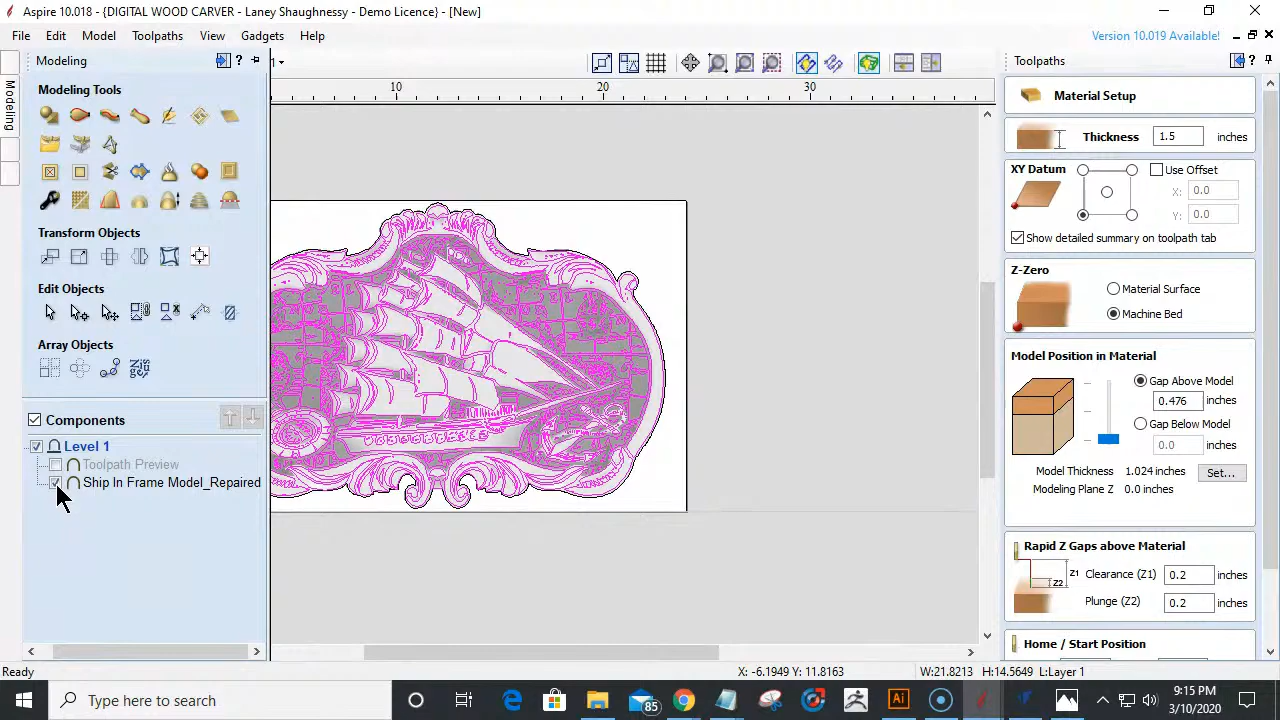 Aspire 10.018 - {DIGITAL WOOD CARVER - Laney Shaughnessy - Demo Licence} - [New]
File Edit Model Toolpaths View Gadgets Help Version 10.019 Available!
Modeling ?
Modeling
Modeling Tools
Transform Objects
Edit Objects
Array Objects
Components
Level 1
Toolpath Preview
Ship In Frame Model_Repaired
1
10 20 30
Toolpaths ?
Material Setup
Thickness 1.5 inches
XY Datum
Use Offset
X: 0.0
Y: 0.0
Show detailed summary on toolpath tab
Z-Zero
Material Surface
Machine Bed
Model Position in Material
Gap Above Model
0.476 inches
Gap Below Model
0.0 inches
Model Thickness 1.024 inches
Set...
Modeling Plane Z 0.0 inches
Rapid Z Gaps above Material
Z1
Z2
Clearance (Z1) 0.2 inches
Plunge (Z2) 0.2 inches
Home / Start Position
Ready X: -6.1949 Y: 11.8163 W:21.8213 H:14.5649 L:Layer 1
Type here to search
85
Ai
9:15 PM
3/10/2020